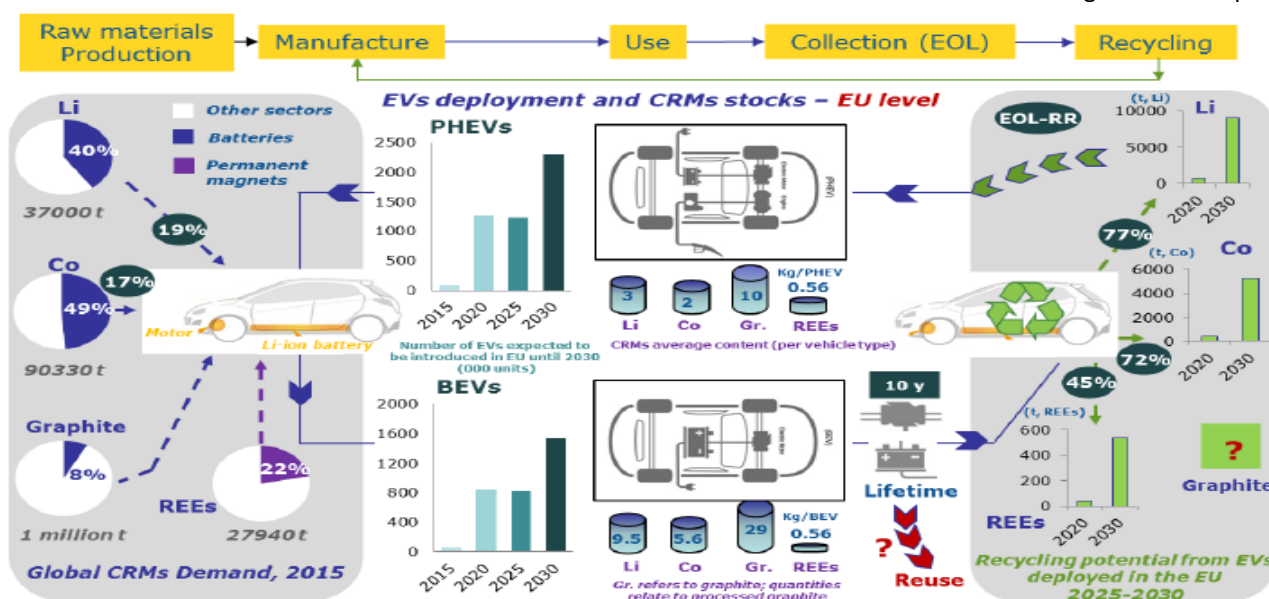 Raw materials
Production
Manufacture
Use
Collection (EOL)
Recycling
EVs deployment and CRMs stocks – EU level
Li
Other sectors
Batteries
Permanent
magnets
40%
37000 t
19%
Co
17%
49%
90330 t
Motor
Li-ion battery
Graphite
8%
1 million t
REEs
22%
27940 t
Global CRMs Demand, 2015
PHEVs
2500
2000
1500
1000
500
0
2015
2020
2025
2030
Number of EVs expected to
be introduced in EU until 2030
(000 units)
BEVs
2000
1600
1200
800
400
0
2015
2020
2025
2030
(PHEV)
Kg/PHEV
3
2
10
0.56
Li
Co
Gr.
REEs
CRMs average content (per vehicle type)
(BEV)
Kg/BEV
9.5
5.6
29
0.56
Li
Co
Gr.
REEs
Gr. refers to graphite; quantities
relate to processed graphite
10 y
Lifetime
?
Reuse
EOL-RR
(t, Li)
Li
10000
5000
0
2020
2030
77%
(t, Co)
Co
6000
4000
2000
0
2020
2030
72%
45%
(t, REEs)
600
400
200
0
2020
2030
REEs
?
Graphite
Recycling potential from EVs
deployed in the EU
2025-2030